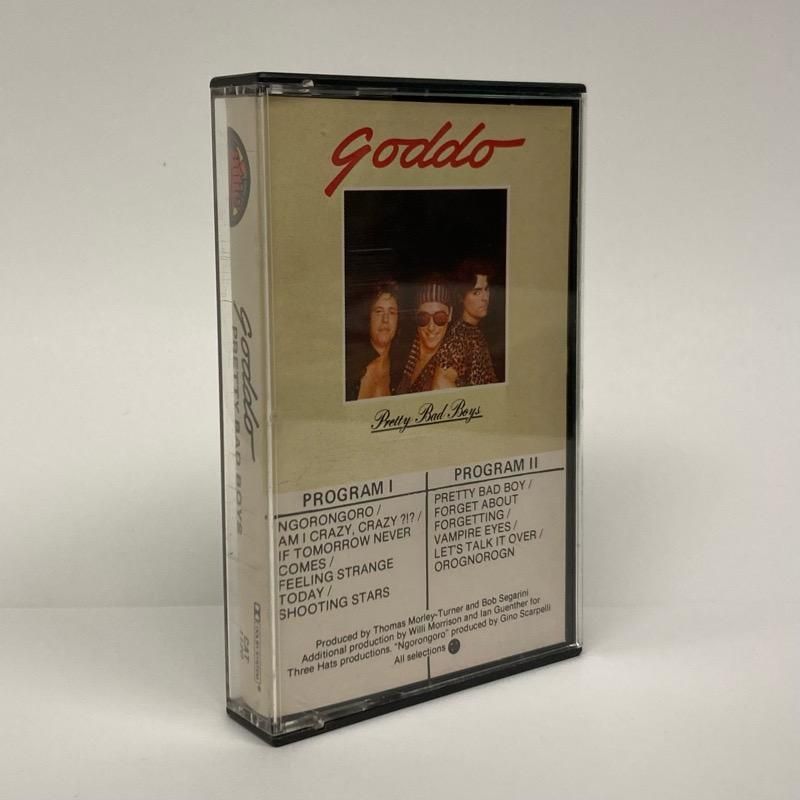 goddo
Pretty Bad Boys
PROGRAM I
NGORONGORO /
AM I CRAZY, CRAZY ?!? /
IF TOMORROW NEVER
COMES /
FEELING STRANGE
TODAY /
SHOOTING STARS
PROGRAM II
PRETTY BAD BOY /
FORGET ABOUT
FORGETTING /
VAMPIRE EYES /
LET'S TALK IT OVER /
OROGNOROGN
Produced by Thomas Morley-Turner and Bob Segarini
Additional production by Willi Morrison and Ian Guenther for
Three Hats productions. "Ngorongoro" produced by Gino Scarpelli
All selections
goddo
PRETTY BAD BOYS
CAT